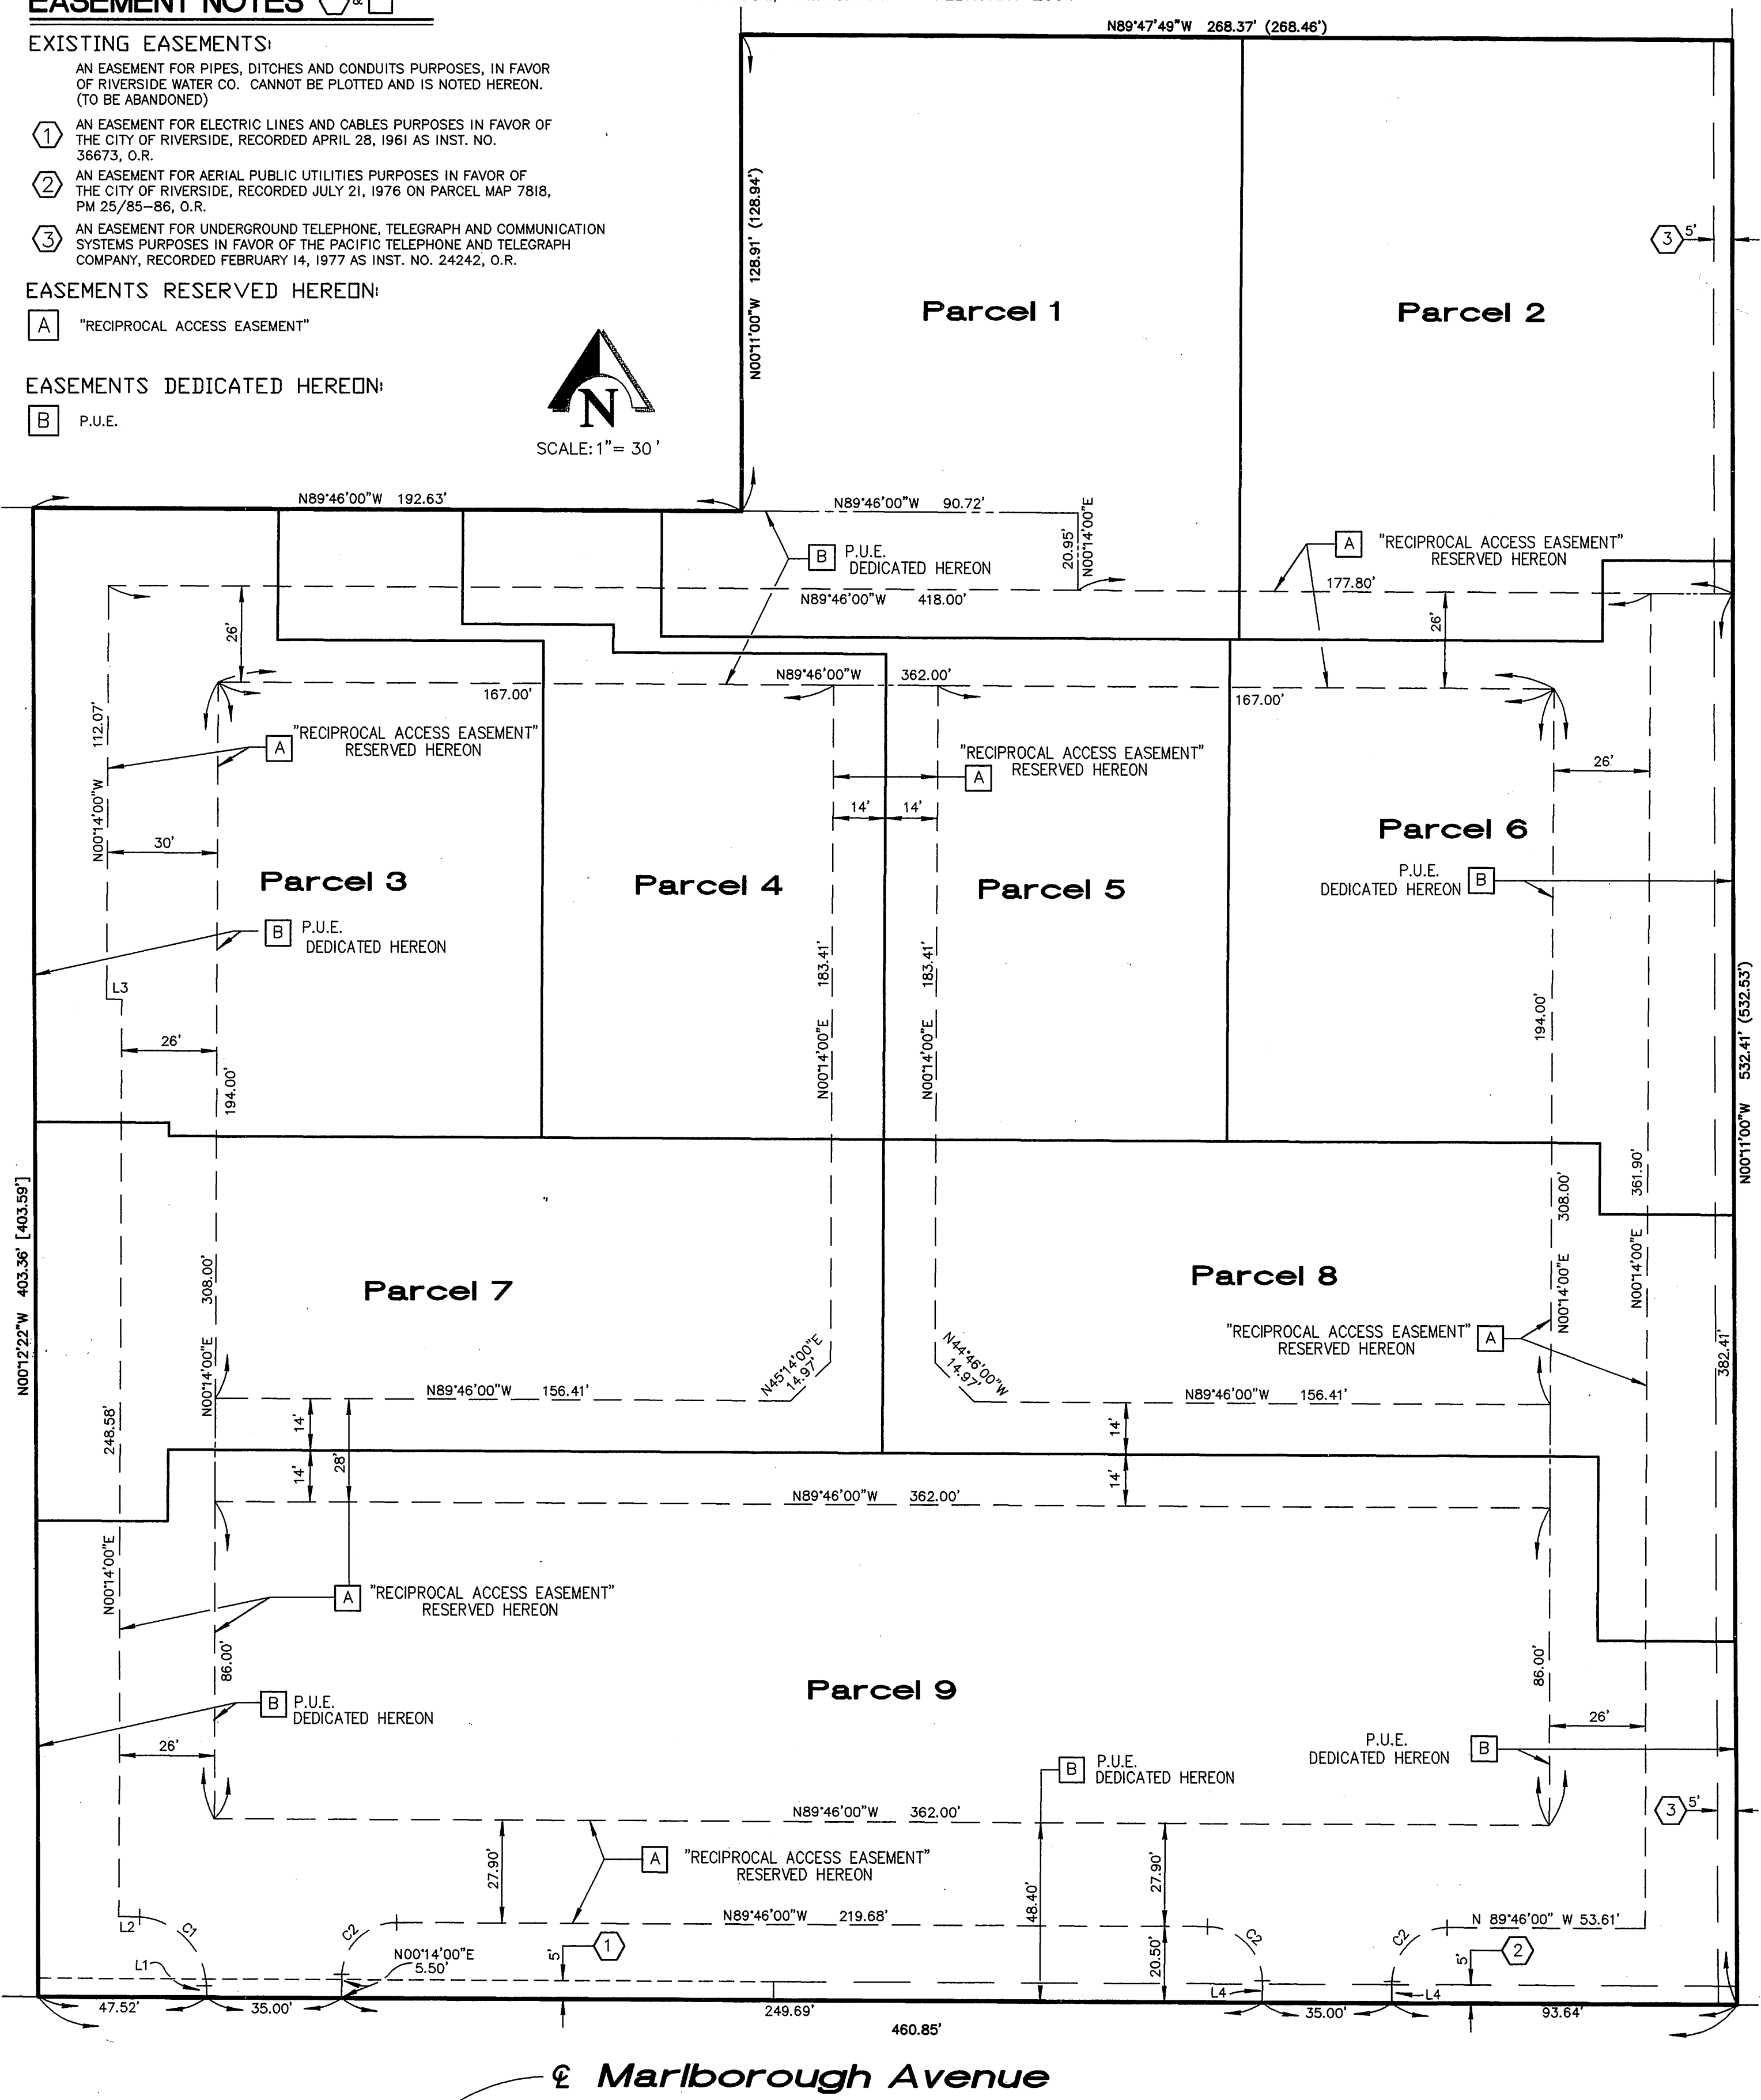 EASEMENT NOTES &
EXISTING EASEMENTS:
AN EASEMENT FOR PIPES, DITCHES AND CONDUITS PURPOSES, IN FAVOR
OF RIVERSIDE WATER CO. CANNOT BE PLOTTED AND IS NOTED HEREON.
(TO BE ABANDONED)
1 AN EASEMENT FOR ELECTRIC LINES AND CABLES PURPOSES IN FAVOR OF
THE CITY OF RIVERSIDE, RECORDED APRIL 28, 1961 AS INST. NO.
36673, O.R.
2 AN EASEMENT FOR AERIAL PUBLIC UTILITIES PURPOSES IN FAVOR OF
THE CITY OF RIVERSIDE, RECORDED JULY 21, 1976 ON PARCEL MAP 7818,
PM 25/85-86, O.R.
3 AN EASEMENT FOR UNDERGROUND TELEPHONE, TELEGRAPH AND COMMUNICATION
SYSTEMS PURPOSES IN FAVOR OF THE PACIFIC TELEPHONE AND TELEGRAPH
COMPANY, RECORDED FEBRUARY 14, 1977 AS INST. NO. 24242, O.R.
EASEMENTS RESERVED HEREON:
A "RECIPROCAL ACCESS EASEMENT"
EASEMENTS DEDICATED HEREON:
B P.U.E.
N
SCALE: 1"= 30'
N89°47'49"W 268.37' (268.46')
N00°11'00"W 128.91' (128.94')
3 5'
Parcel 1
Parcel 2
N89°46'00"W 192.63'
N89°46'00"W 90.72'
20.95'
N00°14'00"E
B P.U.E.
DEDICATED HEREON
A "RECIPROCAL ACCESS EASEMENT"
RESERVED HEREON
177.80'
N89°46'00"W 418.00'
26'
26'
N89°46'00"W 362.00'
167.00'
167.00'
112.07'
N00°14'00"W
A "RECIPROCAL ACCESS EASEMENT"
RESERVED HEREON
"RECIPROCAL ACCESS EASEMENT"
A RESERVED HEREON
26'
14' 14'
30'
Parcel 3
Parcel 4
Parcel 5
Parcel 6
P.U.E.
DEDICATED HEREON B
B P.U.E.
DEDICATED HEREON
183.41'
N00°14'00"E
183.41'
N00°14'00"E
L3
26'
194.00'
194.00'
N00°11'00"W 532.41' (532.53')
N00°12'22"W 403.36' [403.59']
308.00'
N00°14'00"E
308.00'
N00°14'00"E
361.90'
N00°14'00"E
382.41'
Parcel 7
Parcel 8
"RECIPROCAL ACCESS EASEMENT" A
RESERVED HEREON
N45°14'00"E
14.97'
N44°46'00"W
14.97'
N89°46'00"W 156.41'
N89°46'00"W 156.41'
248.58'
N00°14'00"E
14'
14'
28'
14'
14'
N89°46'00"W 362.00'
A "RECIPROCAL ACCESS EASEMENT"
RESERVED HEREON
86.00'
86.00'
Parcel 9
B P.U.E.
DEDICATED HEREON
26'
26'
B P.U.E.
DEDICATED HEREON
P.U.E.
DEDICATED HEREON B
3 5'
N89°46'00"W 362.00'
27.90'
A "RECIPROCAL ACCESS EASEMENT"
RESERVED HEREON
48.40'
27.90'
N89°46'00"W 219.68'
N 89°46'00" W 53.61'
L2 C1 C2
C2 C2
N00°14'00"E
5.50'
5' 1
20.50'
5' 2
L1
L4
L4
47.52' 35.00' 249.69' 35.00' 93.64'
460.85'
℄ Marlborough Avenue